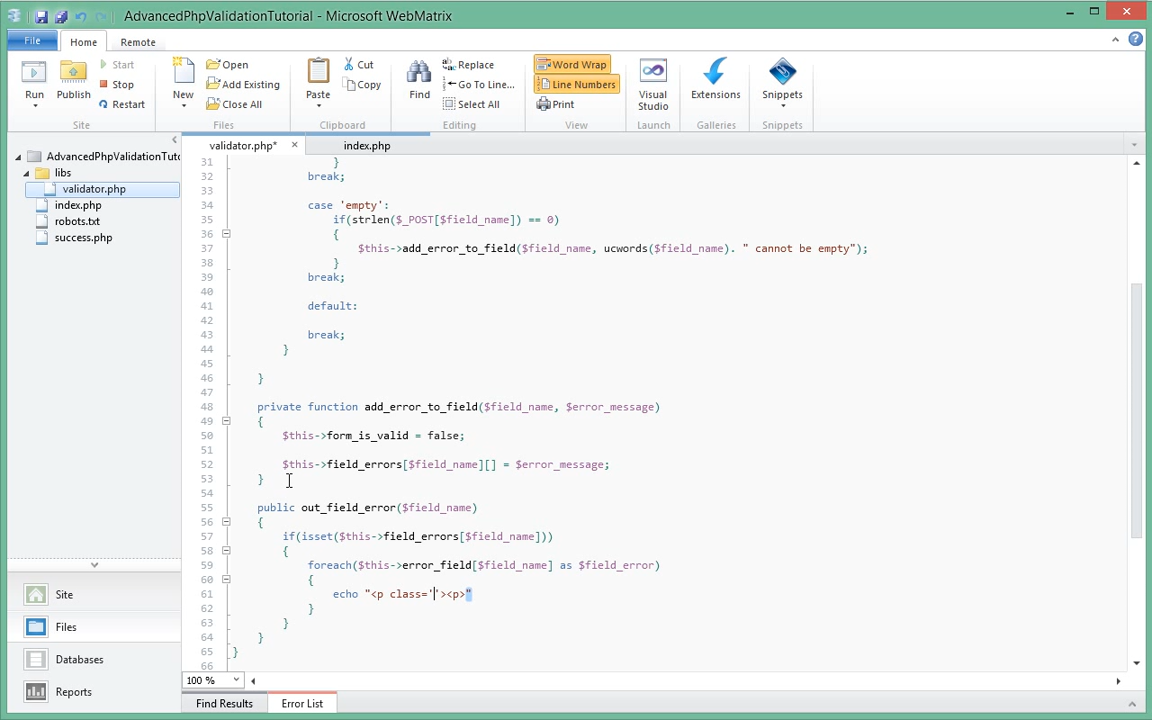 AdvancedPhpValidationTutorial - Microsoft WebMatrix
File Home Remote
Run Publish Start Stop Restart Site
New Open Add Existing Close All Files
Paste Cut Copy Clipboard
Find Replace Go To Line... Select All Editing
Word Wrap Line Numbers Print View
Visual Studio Launch
Extensions Galleries
Snippets Snippets
AdvancedPhpValidationTuto
libs
validator.php
index.php
robots.txt
success.php
Site
Files
Databases
Reports
validator.php* index.php
31 }
32 break;
33
34 case 'empty':
35 if(strlen($_POST[$field_name]) == 0)
36 {
37 $this->add_error_to_field($field_name, ucwords($field_name). " cannot be empty");
38 }
39 break;
40
41 default:
42
43 break;
44 }
45
46 }
47
48 private function add_error_to_field($field_name, $error_message)
49 {
50 $this->form_is_valid = false;
51
52 $this->field_errors[$field_name][] = $error_message;
53 }
54
55 public out_field_error($field_name)
56 {
57 if(isset($this->field_errors[$field_name]))
58 {
59 foreach($this->error_field[$field_name] as $field_error)
60 {
61 echo "<p class=''><p>"
62 }
63 }
64 }
65 }
66
100 %
Find Results Error List